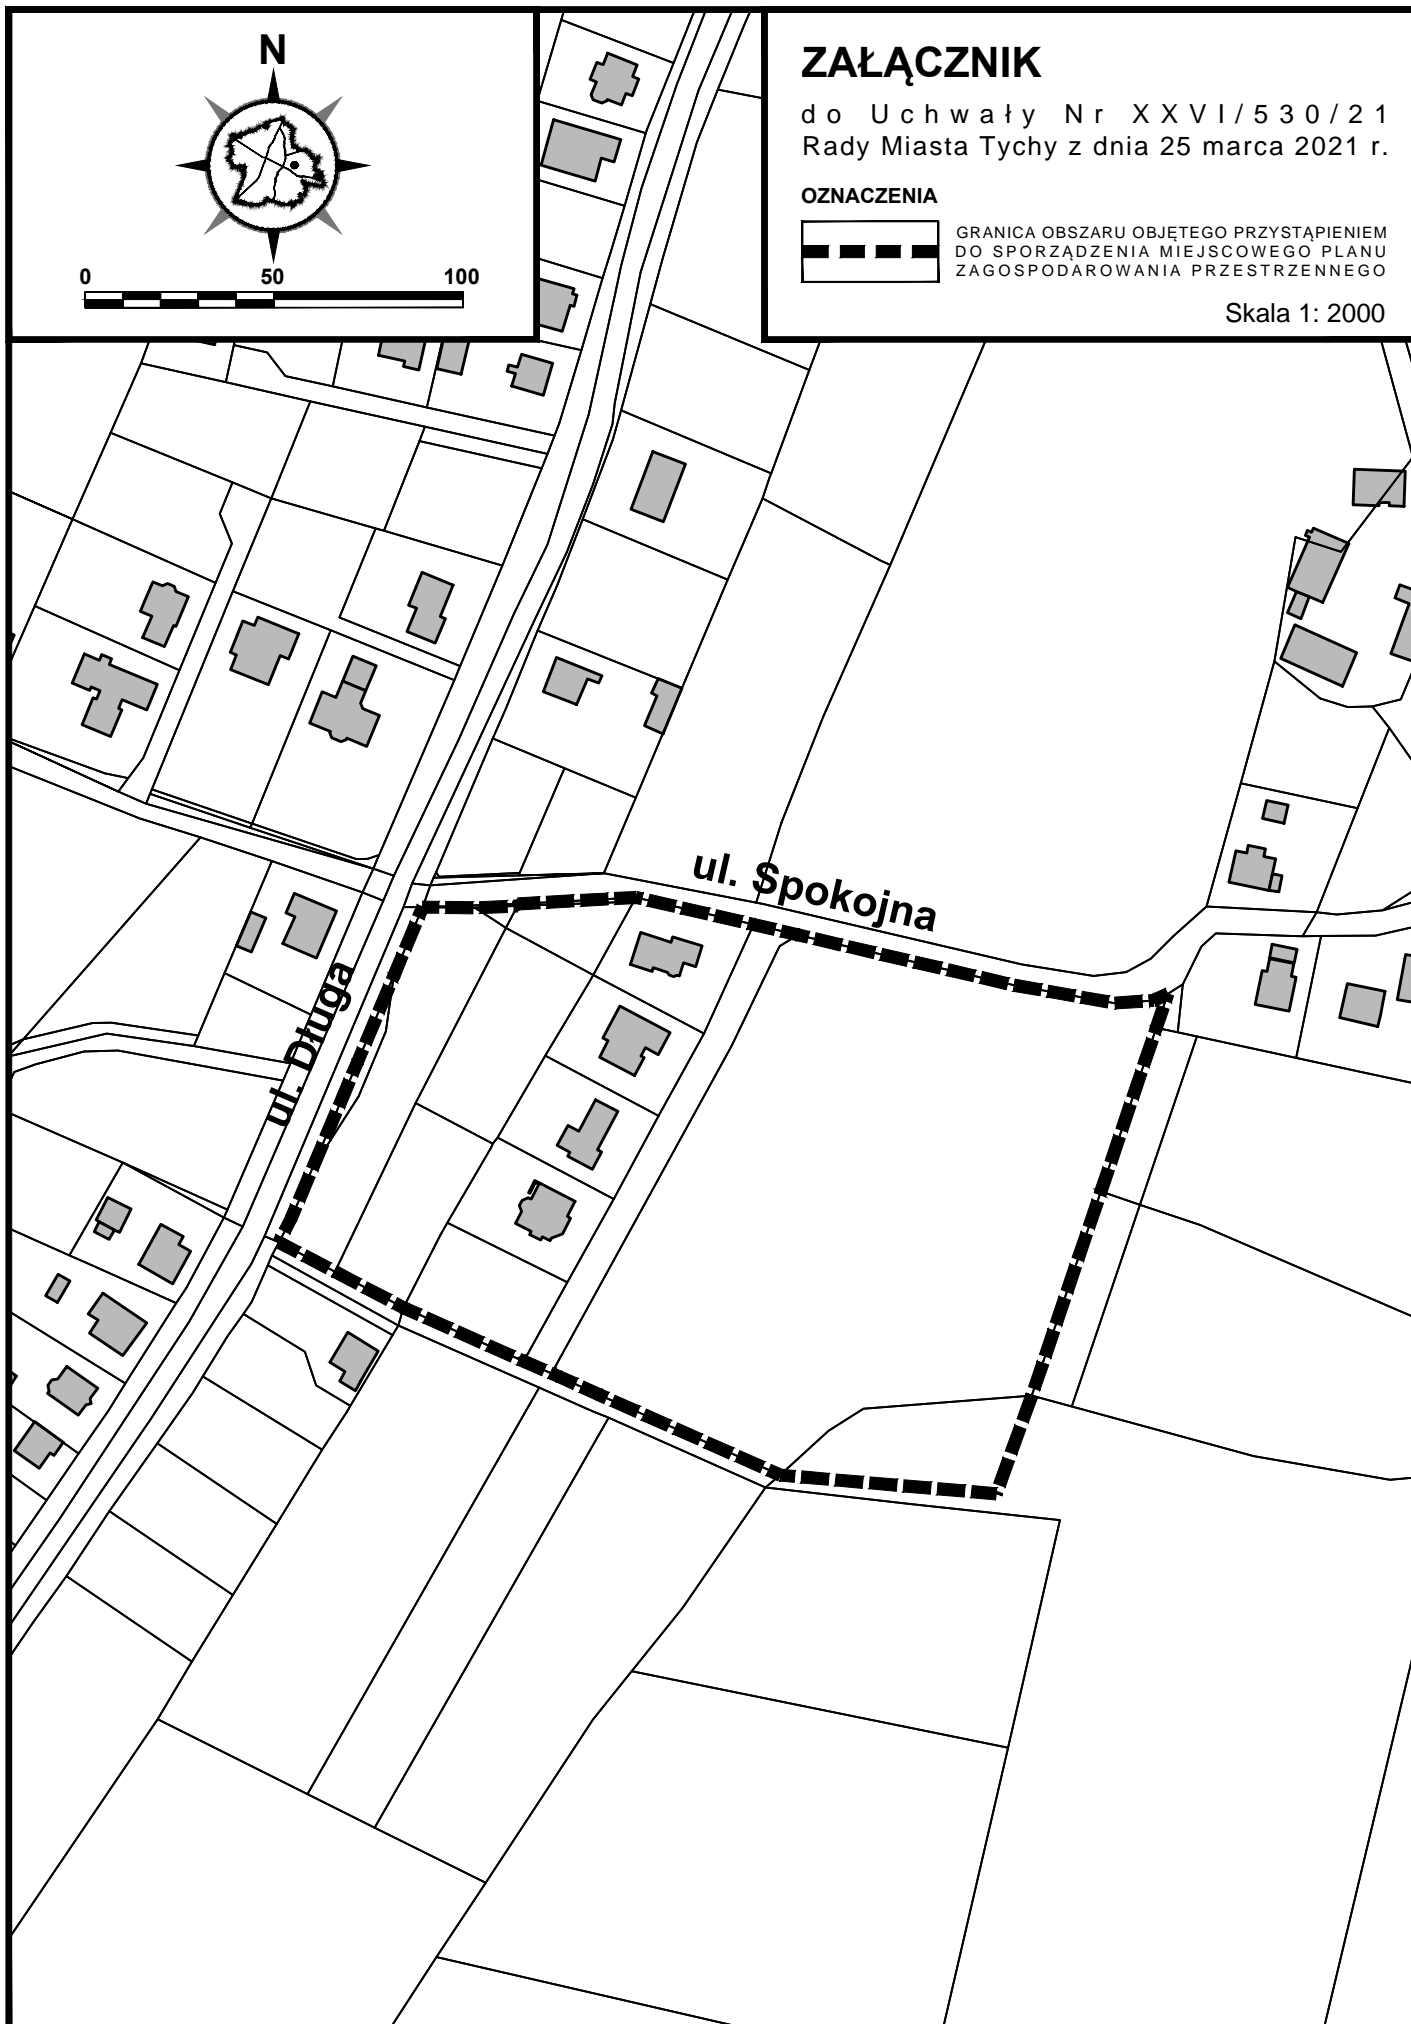 N
0 50 100
ZAŁĄCZNIK
do Uchwały Nr XXVI/530/21
Rady Miasta Tychy z dnia 25 marca 2021 r.
OZNACZENIA
GRANICA OBSZARU OBJĘTEGO PRZYSTĄPIENIEM
DO SPORZĄDZENIA MIEJSCOWEGO PLANU
ZAGOSPODAROWANIA PRZESTRZENNEGO
Skala 1: 2000
ul. Spokojna
ul. Długa